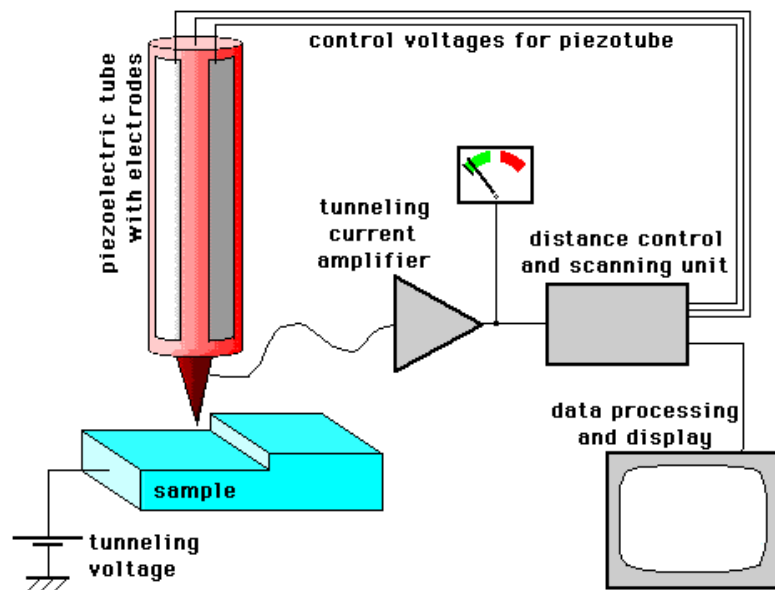 control voltages for piezotube
piezoelectric tube
with electrodes
tunneling
current
amplifier
distance control
and scanning unit
data processing
and display
sample
tunneling
voltage